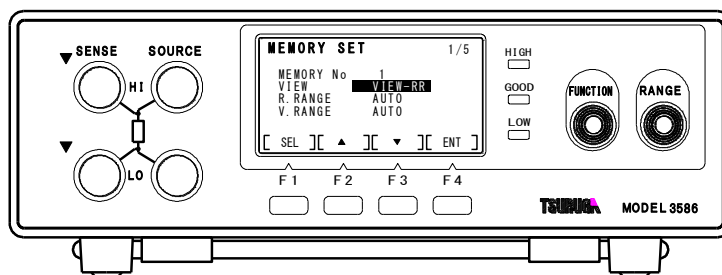 SENSE SOURCE
HI
LO
MEMORY SET 1/5
MEMORY No 1
VIEW VIEW-RR
R.RANGE AUTO
V.RANGE AUTO
[ SEL ][ ▲ ][ ▼ ][ ENT ]
F1 F2 F3 F4
HIGH
GOOD
LOW
FUNCTION RANGE
TSURUGA MODEL 3586